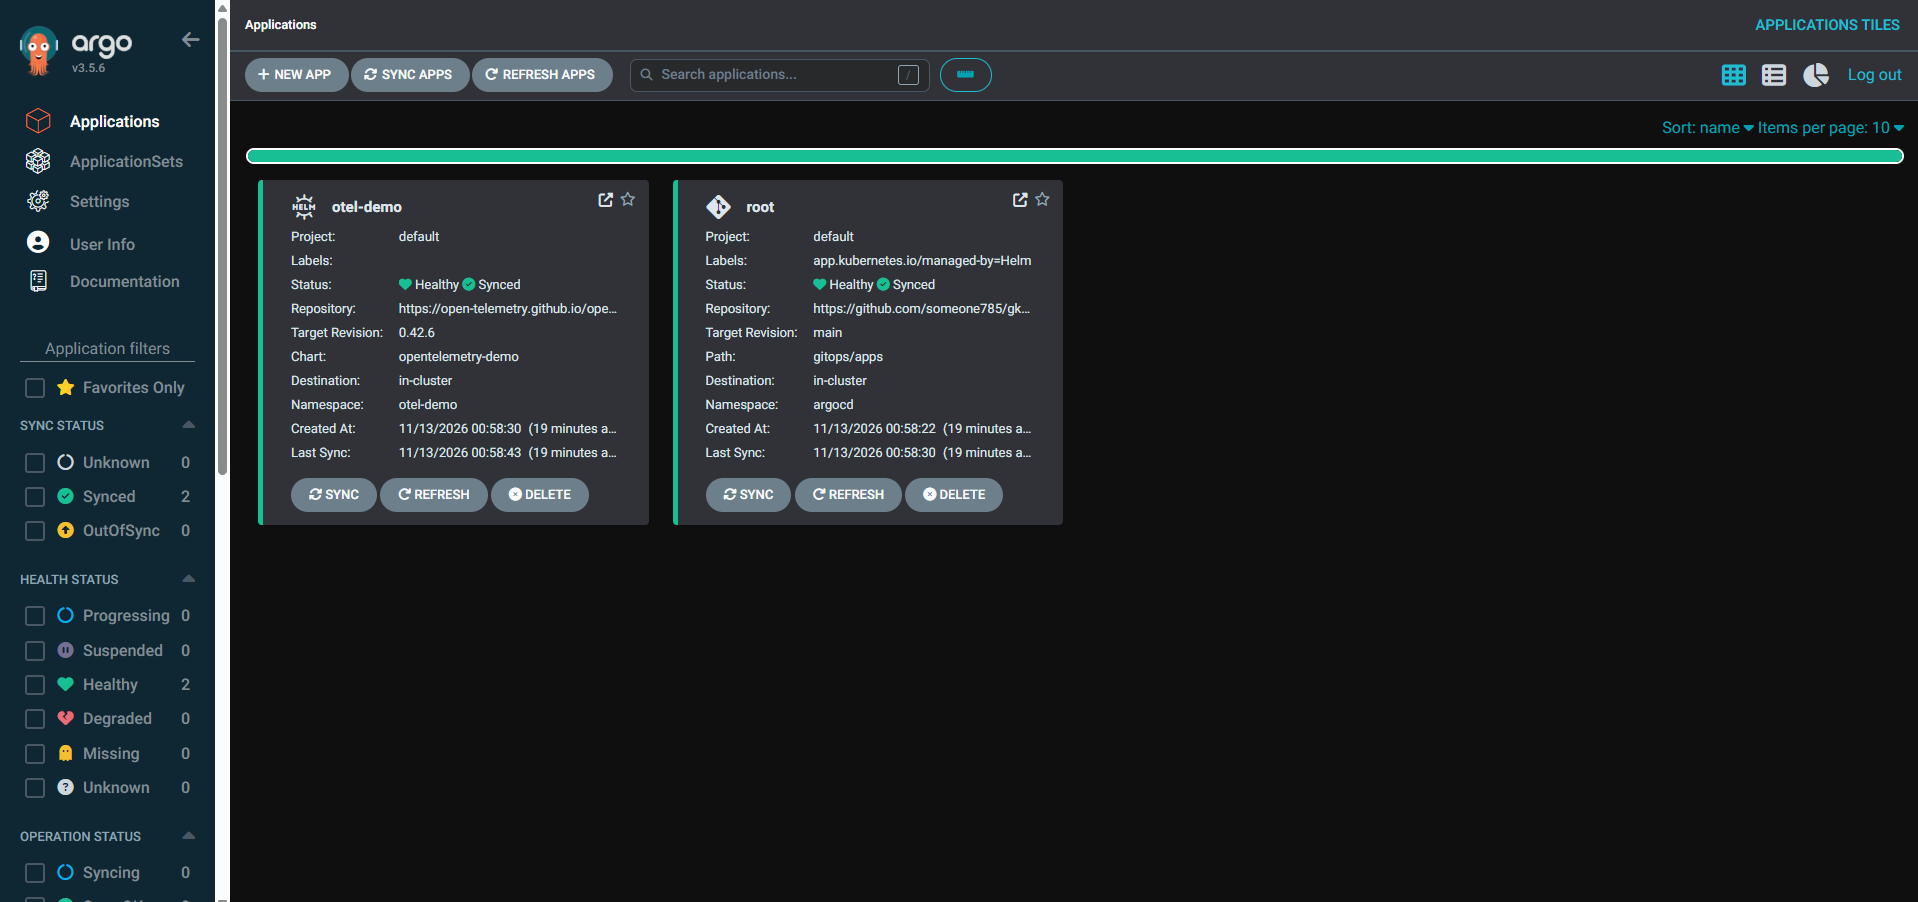 argo
v3.5.6
Applications
ApplicationSets
Settings
User Info
Documentation
Application filters
Favorites Only
SYNC STATUS
Unknown 0
Synced 2
OutOfSync 0
HEALTH STATUS
Progressing 0
Suspended 0
Healthy 2
Degraded 0
Missing 0
Unknown 0
OPERATION STATUS
Syncing 0
Applications
APPLICATIONS TILES
NEW APP
SYNC APPS
REFRESH APPS
Search applications...
/
Log out
Sort: name Items per page: 10
HELM
otel-demo
Project: default
Labels:
Status: Healthy Synced
Repository: https://open-telemetry.github.io/ope...
Target Revision: 0.42.6
Chart: opentelemetry-demo
Destination: in-cluster
Namespace: otel-demo
Created At: 11/13/2026 00:58:30 (19 minutes a...
Last Sync: 11/13/2026 00:58:43 (19 minutes a...
SYNC REFRESH DELETE
root
Project: default
Labels: app.kubernetes.io/managed-by=Helm
Status: Healthy Synced
Repository: https://github.com/someone785/gk...
Target Revision: main
Path: gitops/apps
Destination: in-cluster
Namespace: argocd
Created At: 11/13/2026 00:58:22 (19 minutes a...
Last Sync: 11/13/2026 00:58:30 (19 minutes a...
SYNC REFRESH DELETE